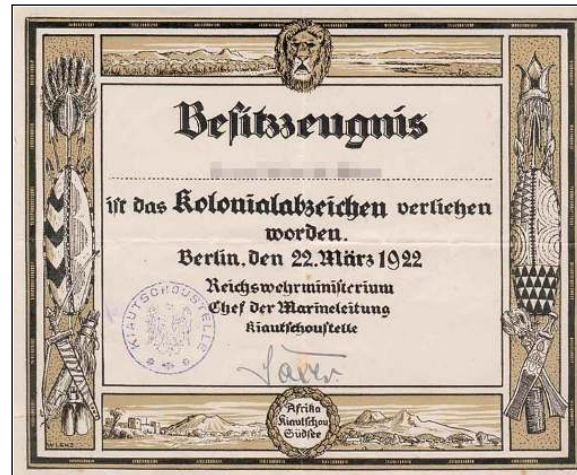 Besitzzeugnis
ist das Kolonialabzeichen verliehen
worden.
Berlin, den 22. März 1922
Reichswehrministerium
Chef der Marineleitung
Kiautschoustelle
KIAUTSCHOUSTELLE
Afrika
Kiautschou
Südsee
W. LENZ